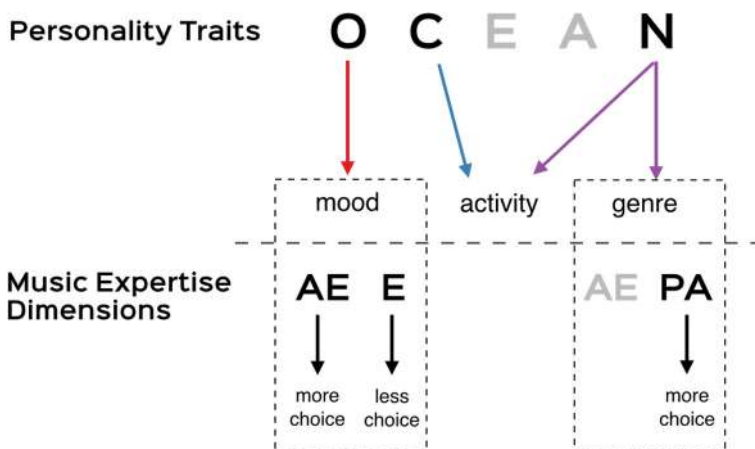 Personality Traits O C E A N
mood activity genre
Music Expertise
Dimensions
AE E AE PA
more choice
less choice
more choice